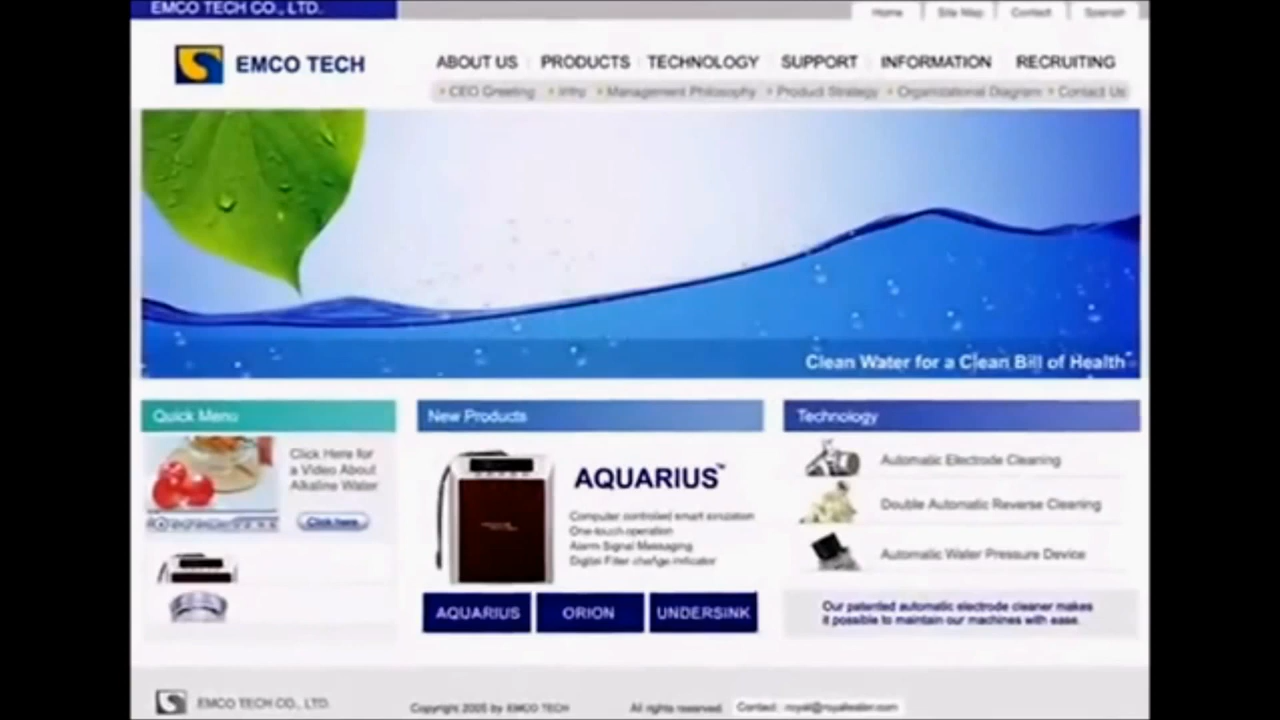 EMCO TECH CO., LTD.
Home Site Map Contact Spanish
EMCO TECH
ABOUT US PRODUCTS TECHNOLOGY SUPPORT INFORMATION RECRUITING
CEO Greeting Intro Management Philosophy Product Strategy Organizational Diagram Contact Us
Clean Water for a Clean Bill of Health™
Quick Menu
Click Here for
a Video About
Alkaline Water
Click here
New Products
AQUARIUS™
Computer controlled smart ionization
One-touch operation
Alarm Signal Messaging
Digital Filter change indicator
AQUARIUS ORION UNDERSINK
Technology
Automatic Electrode Cleaning
Double Automatic Reverse Cleaning
Automatic Water Pressure Device
Our patented automatic electrode cleaner makes
it possible to maintain our machines with ease.
EMCO TECH CO., LTD.
Copyright 2005 by EMCO TECH All rights reserved. Contact :